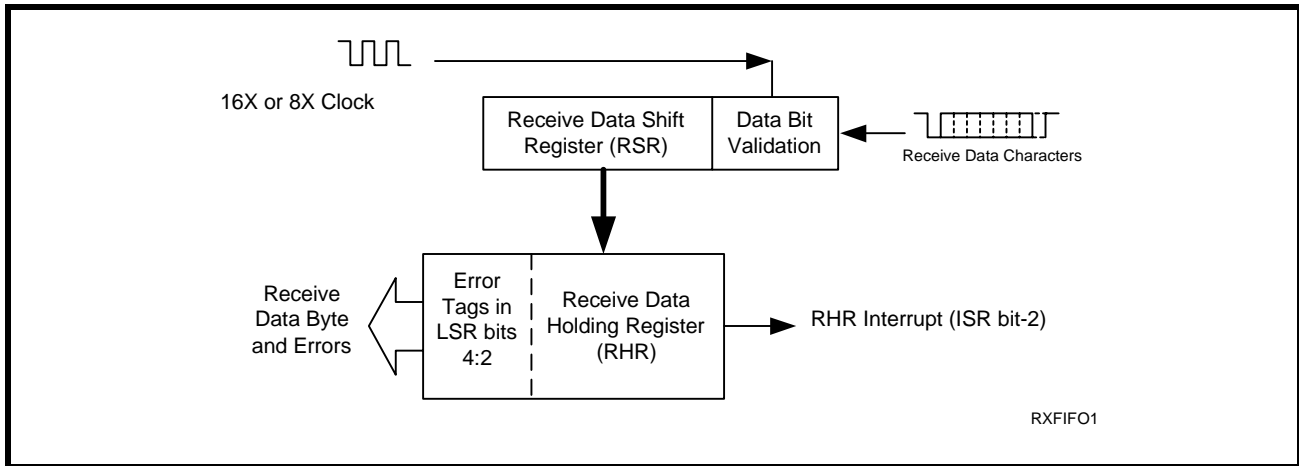 16X or 8X Clock
Receive Data Shift
Register (RSR)
Data Bit
Validation
Receive Data Characters
Receive
Data Byte
and Errors
Error
Tags in
LSR bits
4:2
Receive Data
Holding Register
(RHR)
RHR Interrupt (ISR bit-2)
RXFIFO1